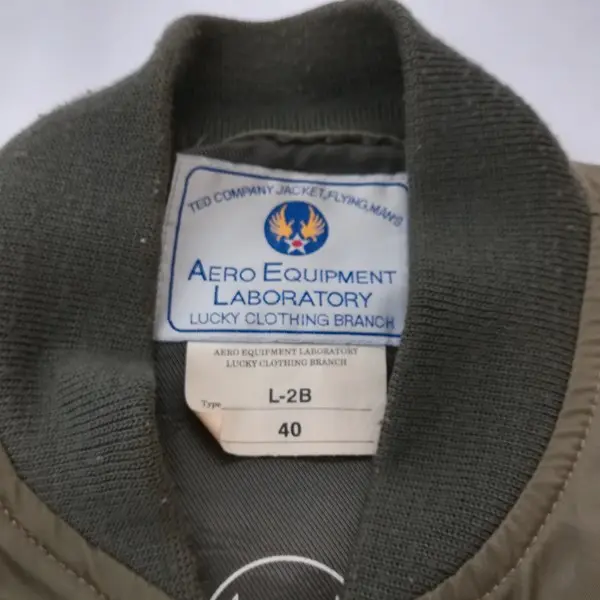 TED COMPANY JACKET, FLYING, MAN'S
AERO EQUIPMENT
LABORATORY
LUCKY CLOTHING BRANCH
AERO EQUIPMENT LABORATORY
LUCKY CLOTHING BRANCH
Type L-2B
40